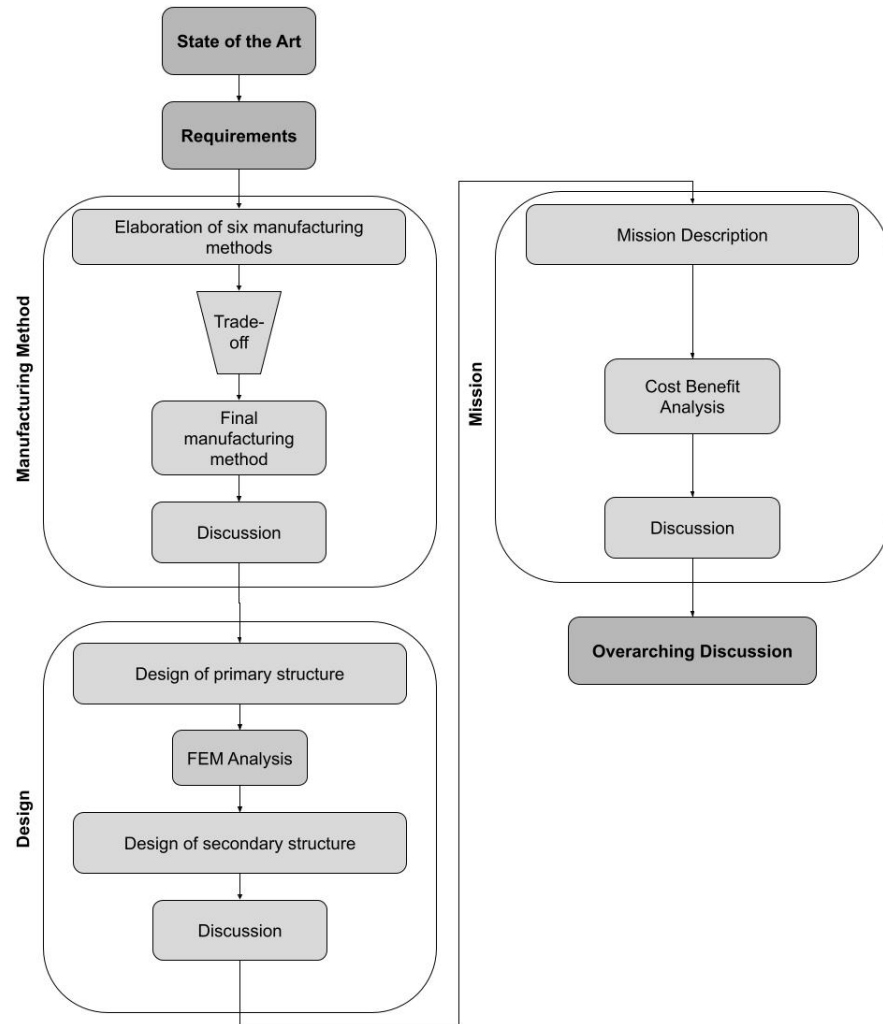 State of the Art
Requirements
Manufacturing Method
Elaboration of six manufacturing
methods
Trade-
off
Final
manufacturing
method
Discussion
Design
Design of primary structure
FEM Analysis
Design of secondary structure
Discussion
Mission
Mission Description
Cost Benefit
Analysis
Discussion
Overarching Discussion